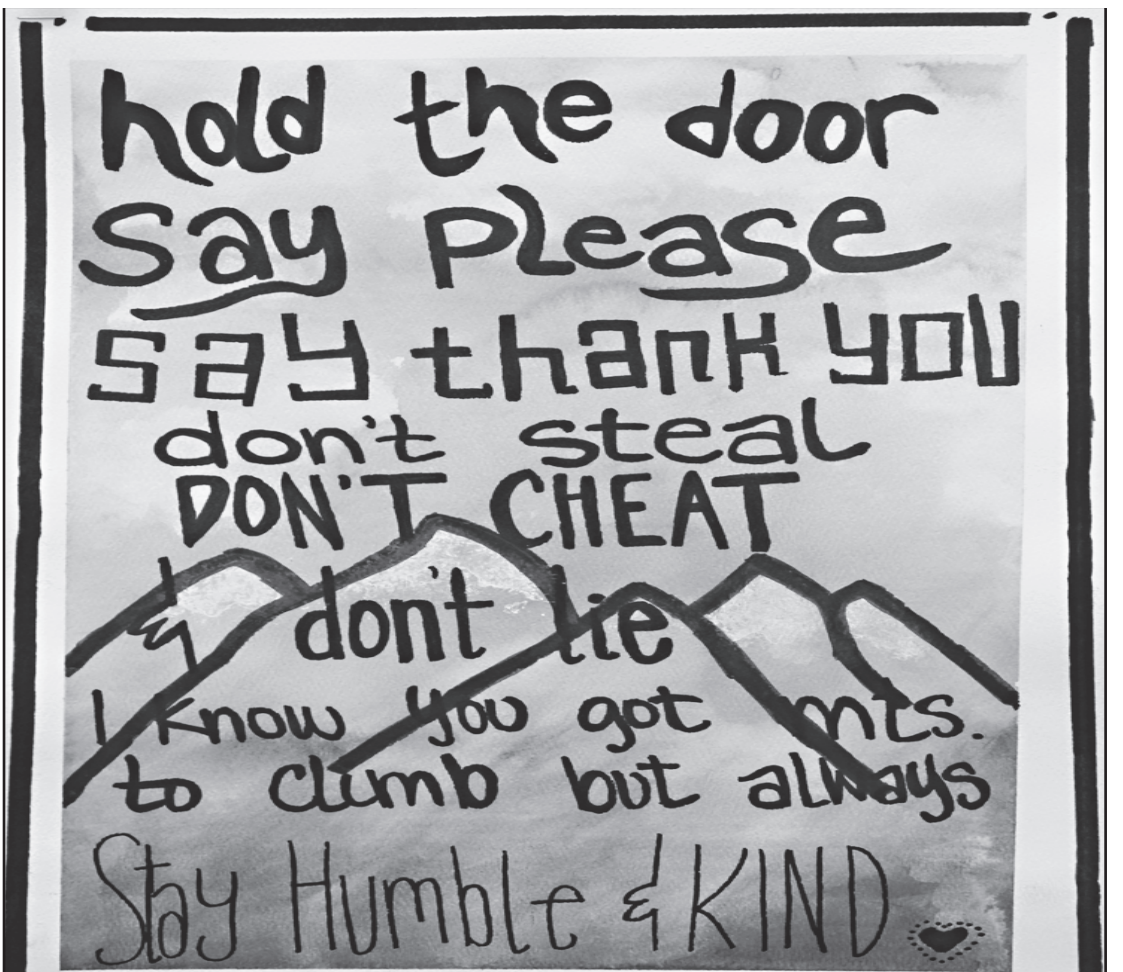 hold the door
say please
say thank you
don't steal
DON'T CHEAT
& don't lie
I know you got mts.
to climb but always
Stay Humble & KIND